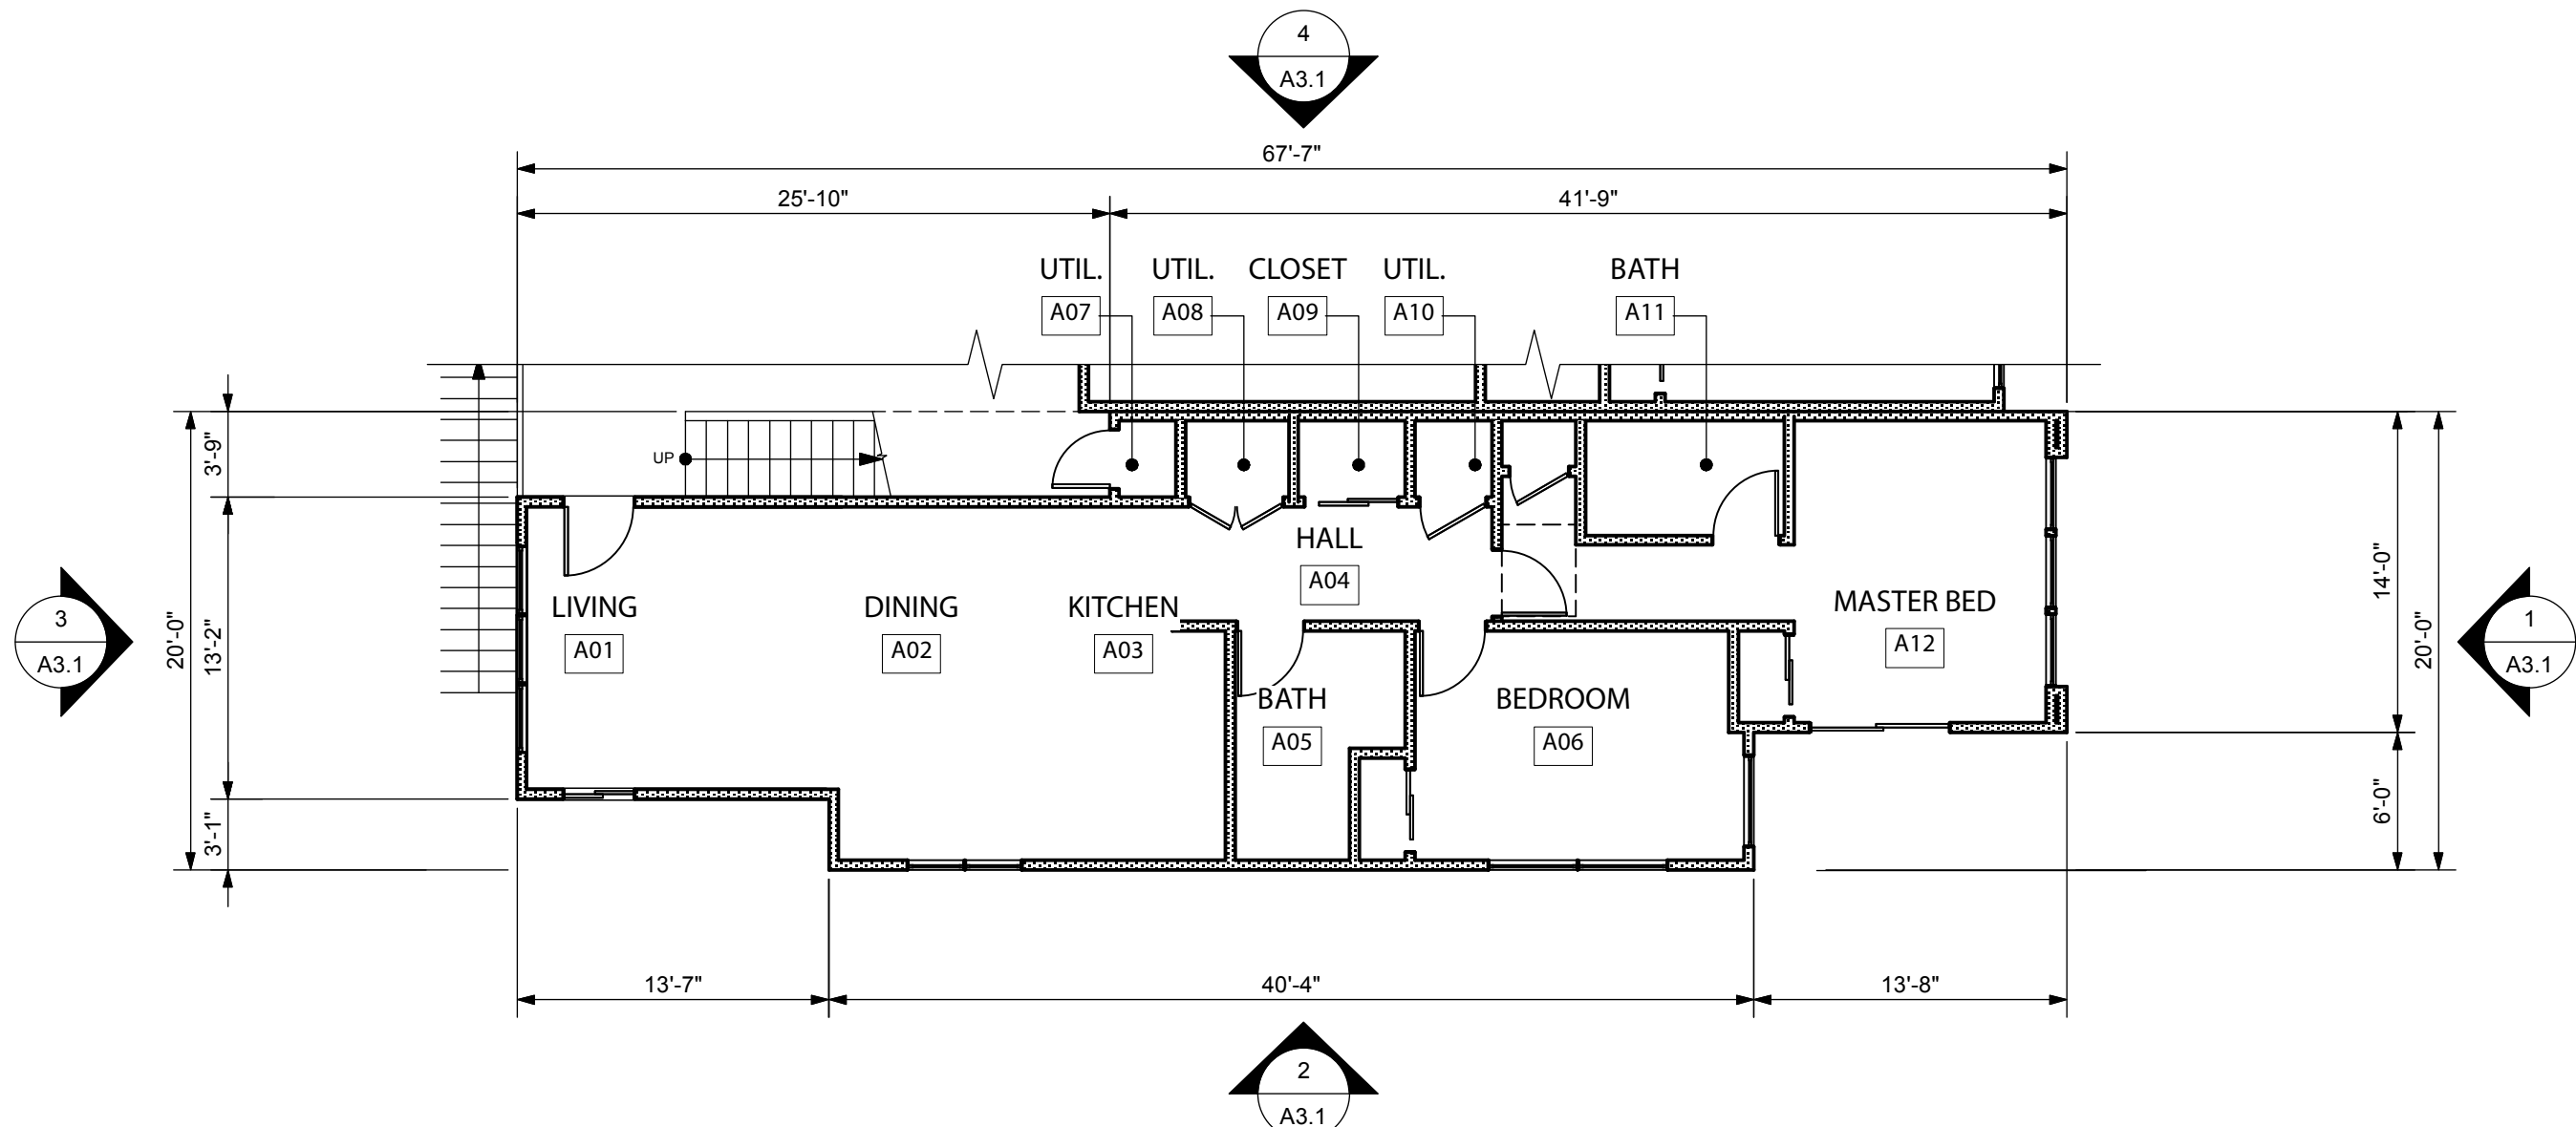 4
A3.1
67'-7"
25'-10"
41'-9"
UTIL.
UTIL.
CLOSET
UTIL.
BATH
A07
A08
A09
A10
A11
UP
3'-9"
HALL
A04
LIVING
A01
DINING
A02
KITCHEN
A03
MASTER BED
A12
BATH
A05
BEDROOM
A06
3
A3.1
20'-0"
13'-2"
3'-1"
14'-0"
20'-0"
6'-0"
1
A3.1
13'-7"
40'-4"
13'-8"
2
A3.1